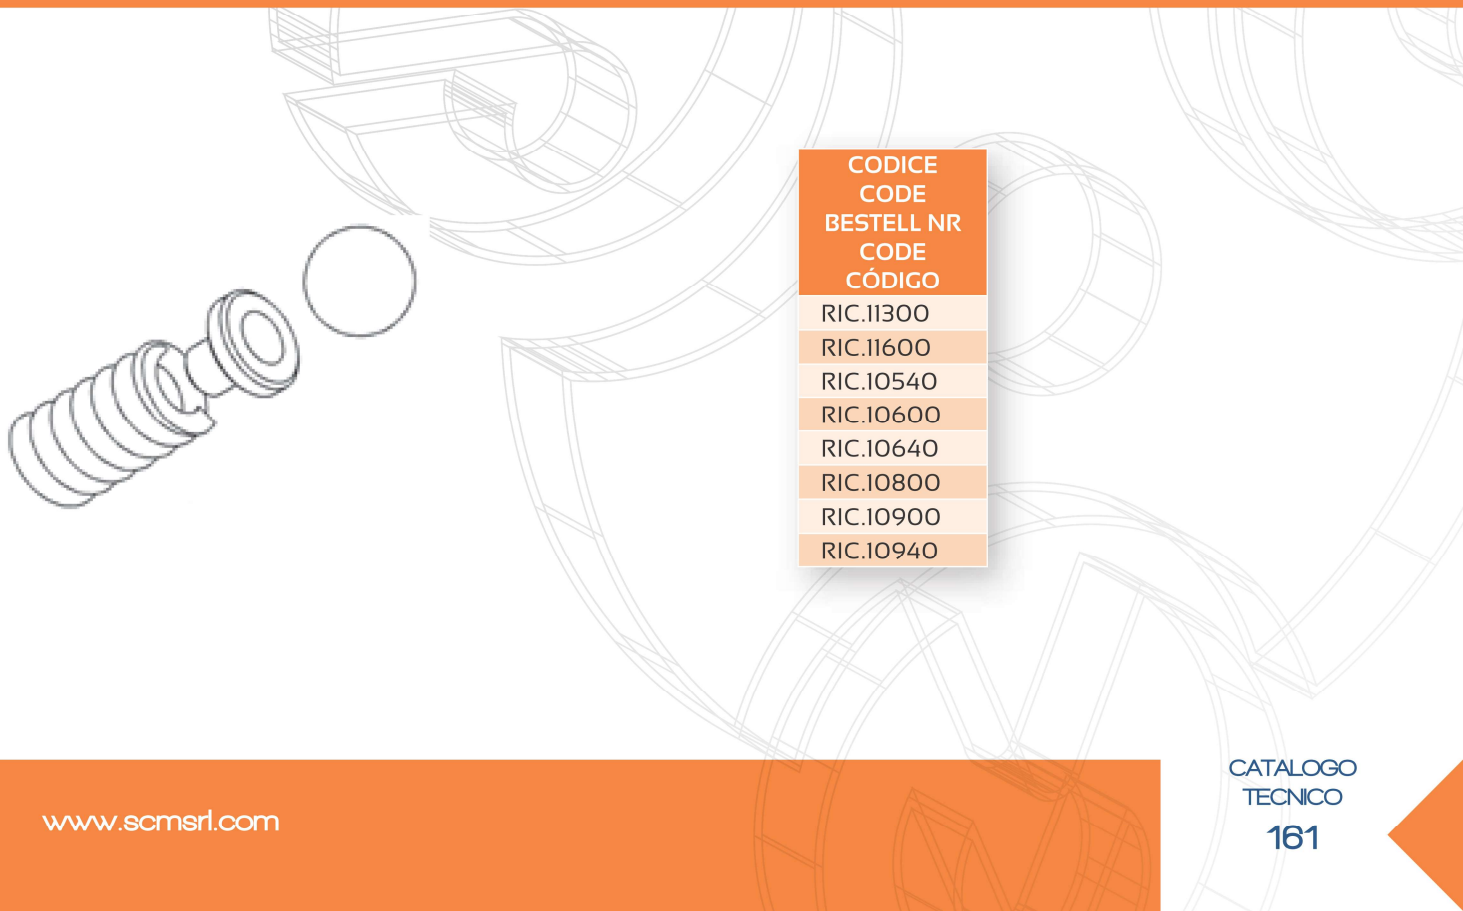 CODICE
CODE
BESTELL NR
CODE
CÓDIGO
RIC.11300
RIC.11600
RIC.10540
RIC.10600
RIC.10640
RIC.10800
RIC.10900
RIC.10940
www.scmsrl.com
CATALOGO
TECNICO
161